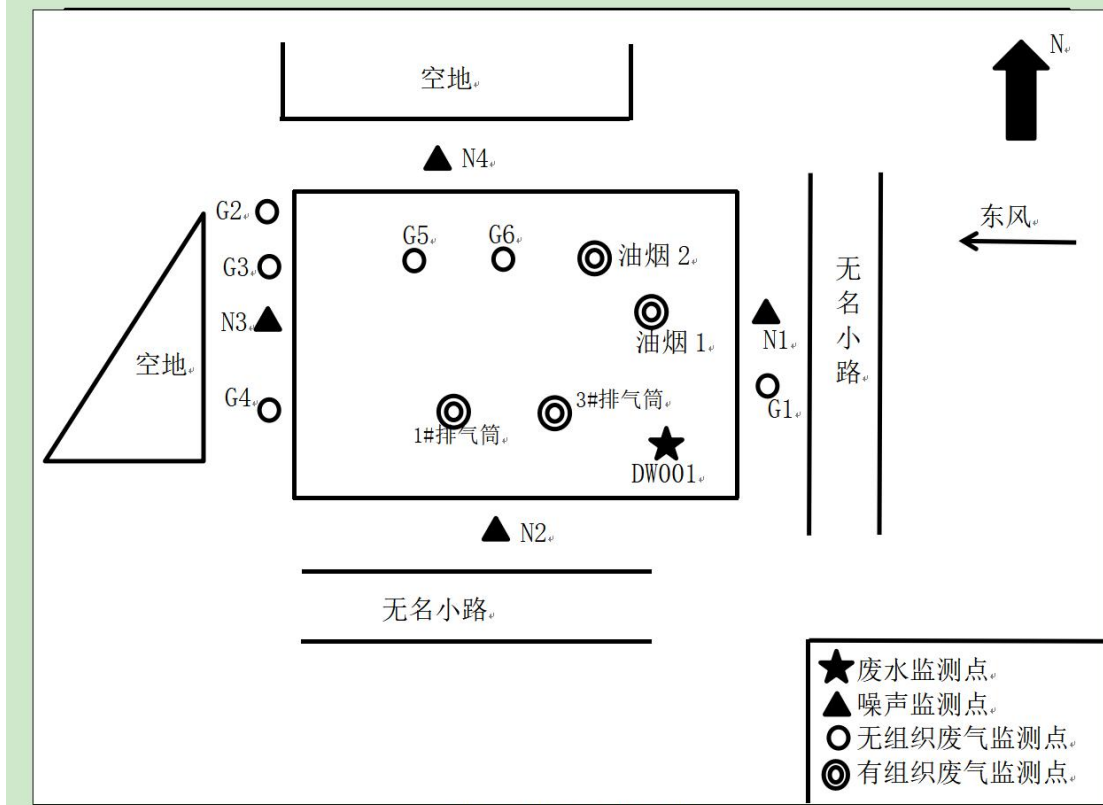 空地
N
N4
G2
G5
G6
油烟 2
东风
G3
N3
油烟 1
N1
无名小路
空地
G4
G1
1#排气筒
3#排气筒
DW001
N2
无名小路
废水监测点
噪声监测点
无组织废气监测点
有组织废气监测点